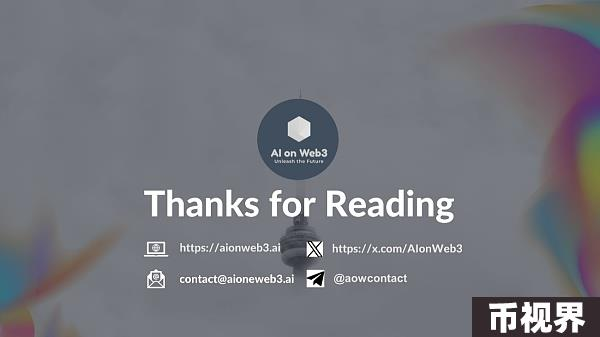 AI on Web3
Unleash the Future
Thanks for Reading
https://aionweb3.ai
https://x.com/AIonWeb3
contact@aioneweb3.ai
@aowcontact
币视界